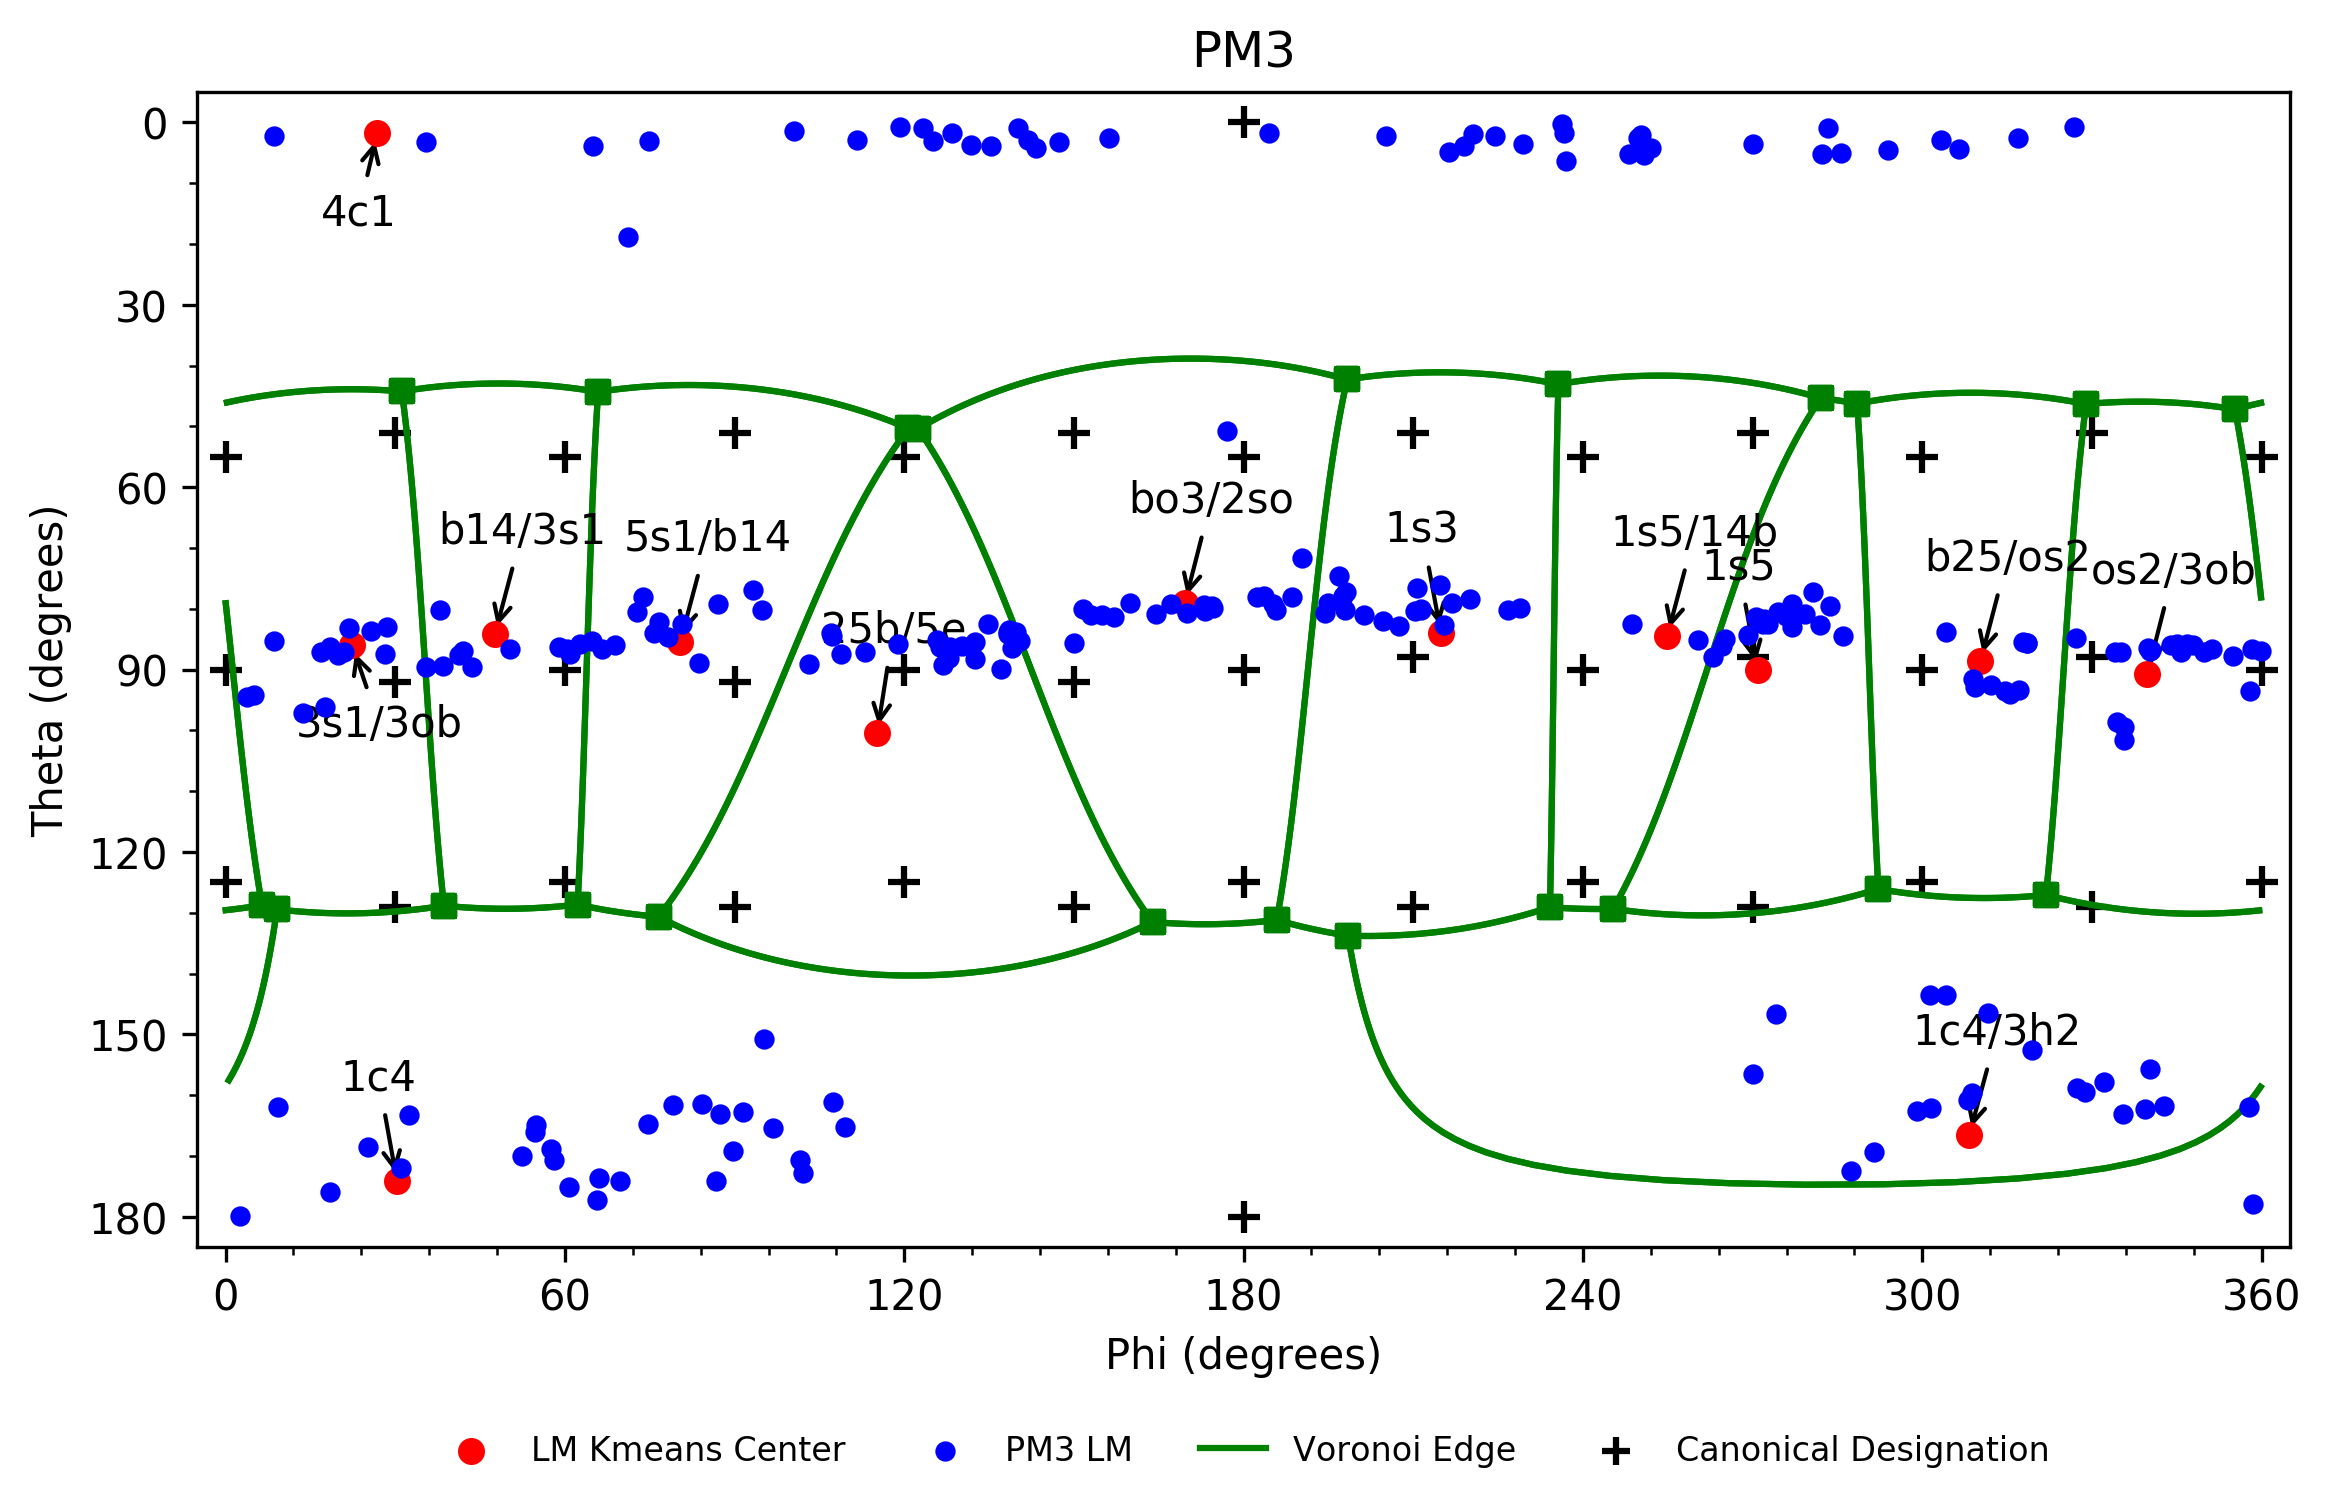 PM3
0
30
60
90
120
150
180
Theta (degrees)
4c1
b14/3s1
5s1/b14
bo3/2so
1s3
1s5/14b
1s5
b25/os2
os2/3ob
25b/5e
3s1/3ob
1c4
1c4/3h2
0 60 120 180 240 300 360
Phi (degrees)
LM Kmeans Center PM3 LM Voronoi Edge Canonical Designation